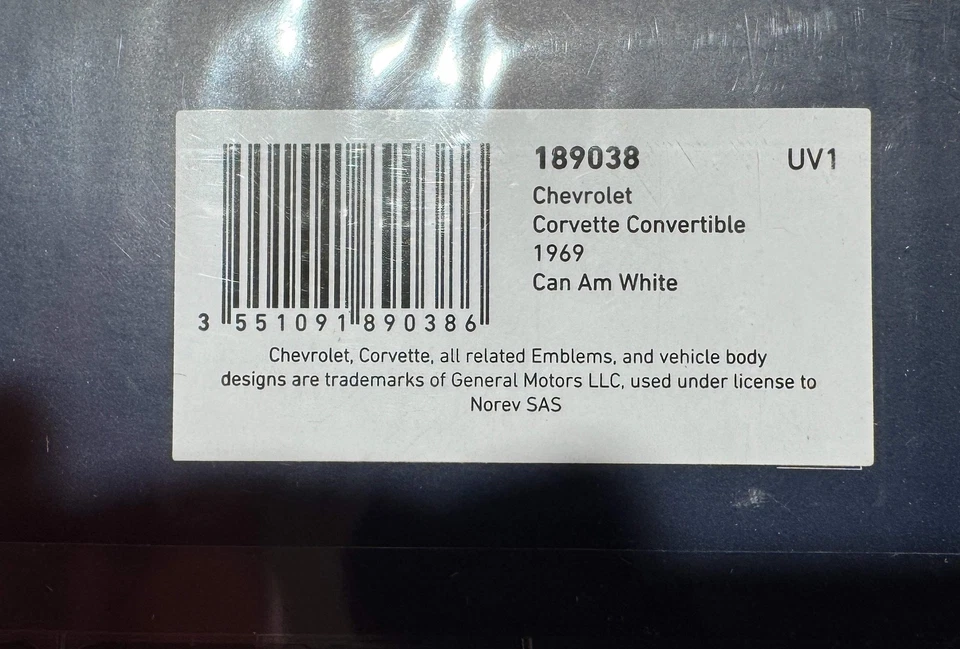 189038 UV1
Chevrolet
Corvette Convertible
1969
Can Am White
3 551091 890386
Chevrolet, Corvette, all related Emblems, and vehicle body
designs are trademarks of General Motors LLC, used under license to
Norev SAS